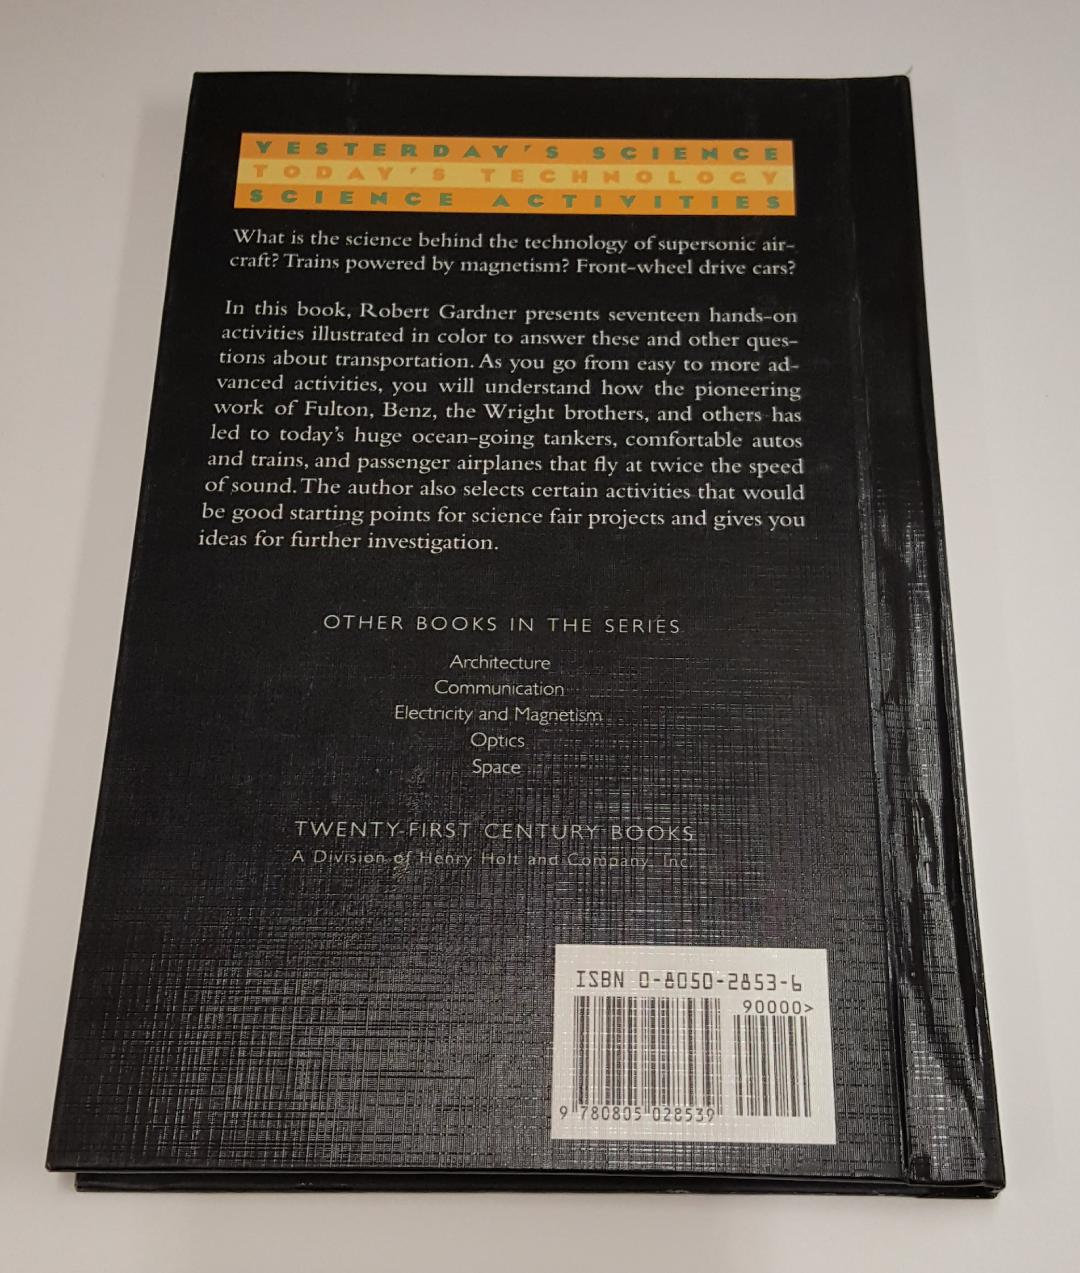 YESTERDAY'S SCIENCE
TODAY'S TECHNOLOGY
SCIENCE ACTIVITIES
What is the science behind the technology of supersonic air-
craft? Trains powered by magnetism? Front-wheel drive cars?
In this book, Robert Gardner presents seventeen hands-on
activities illustrated in color to answer these and other ques-
tions about transportation. As you go from easy to more ad-
vanced activities, you will understand how the pioneering
work of Fulton, Benz, the Wright brothers, and others has
led to today's huge ocean-going tankers, comfortable autos
and trains, and passenger airplanes that fly at twice the speed
of sound. The author also selects certain activities that would
be good starting points for science fair projects and gives you
ideas for further investigation.
OTHER BOOKS IN THE SERIES
Architecture
Communication
Electricity and Magnetism
Optics
Space
TWENTY-FIRST CENTURY BOOKS
A Division of Henry Holt and Company, Inc.
ISBN 0-8050-2853-6
90000>
9 780805 028539